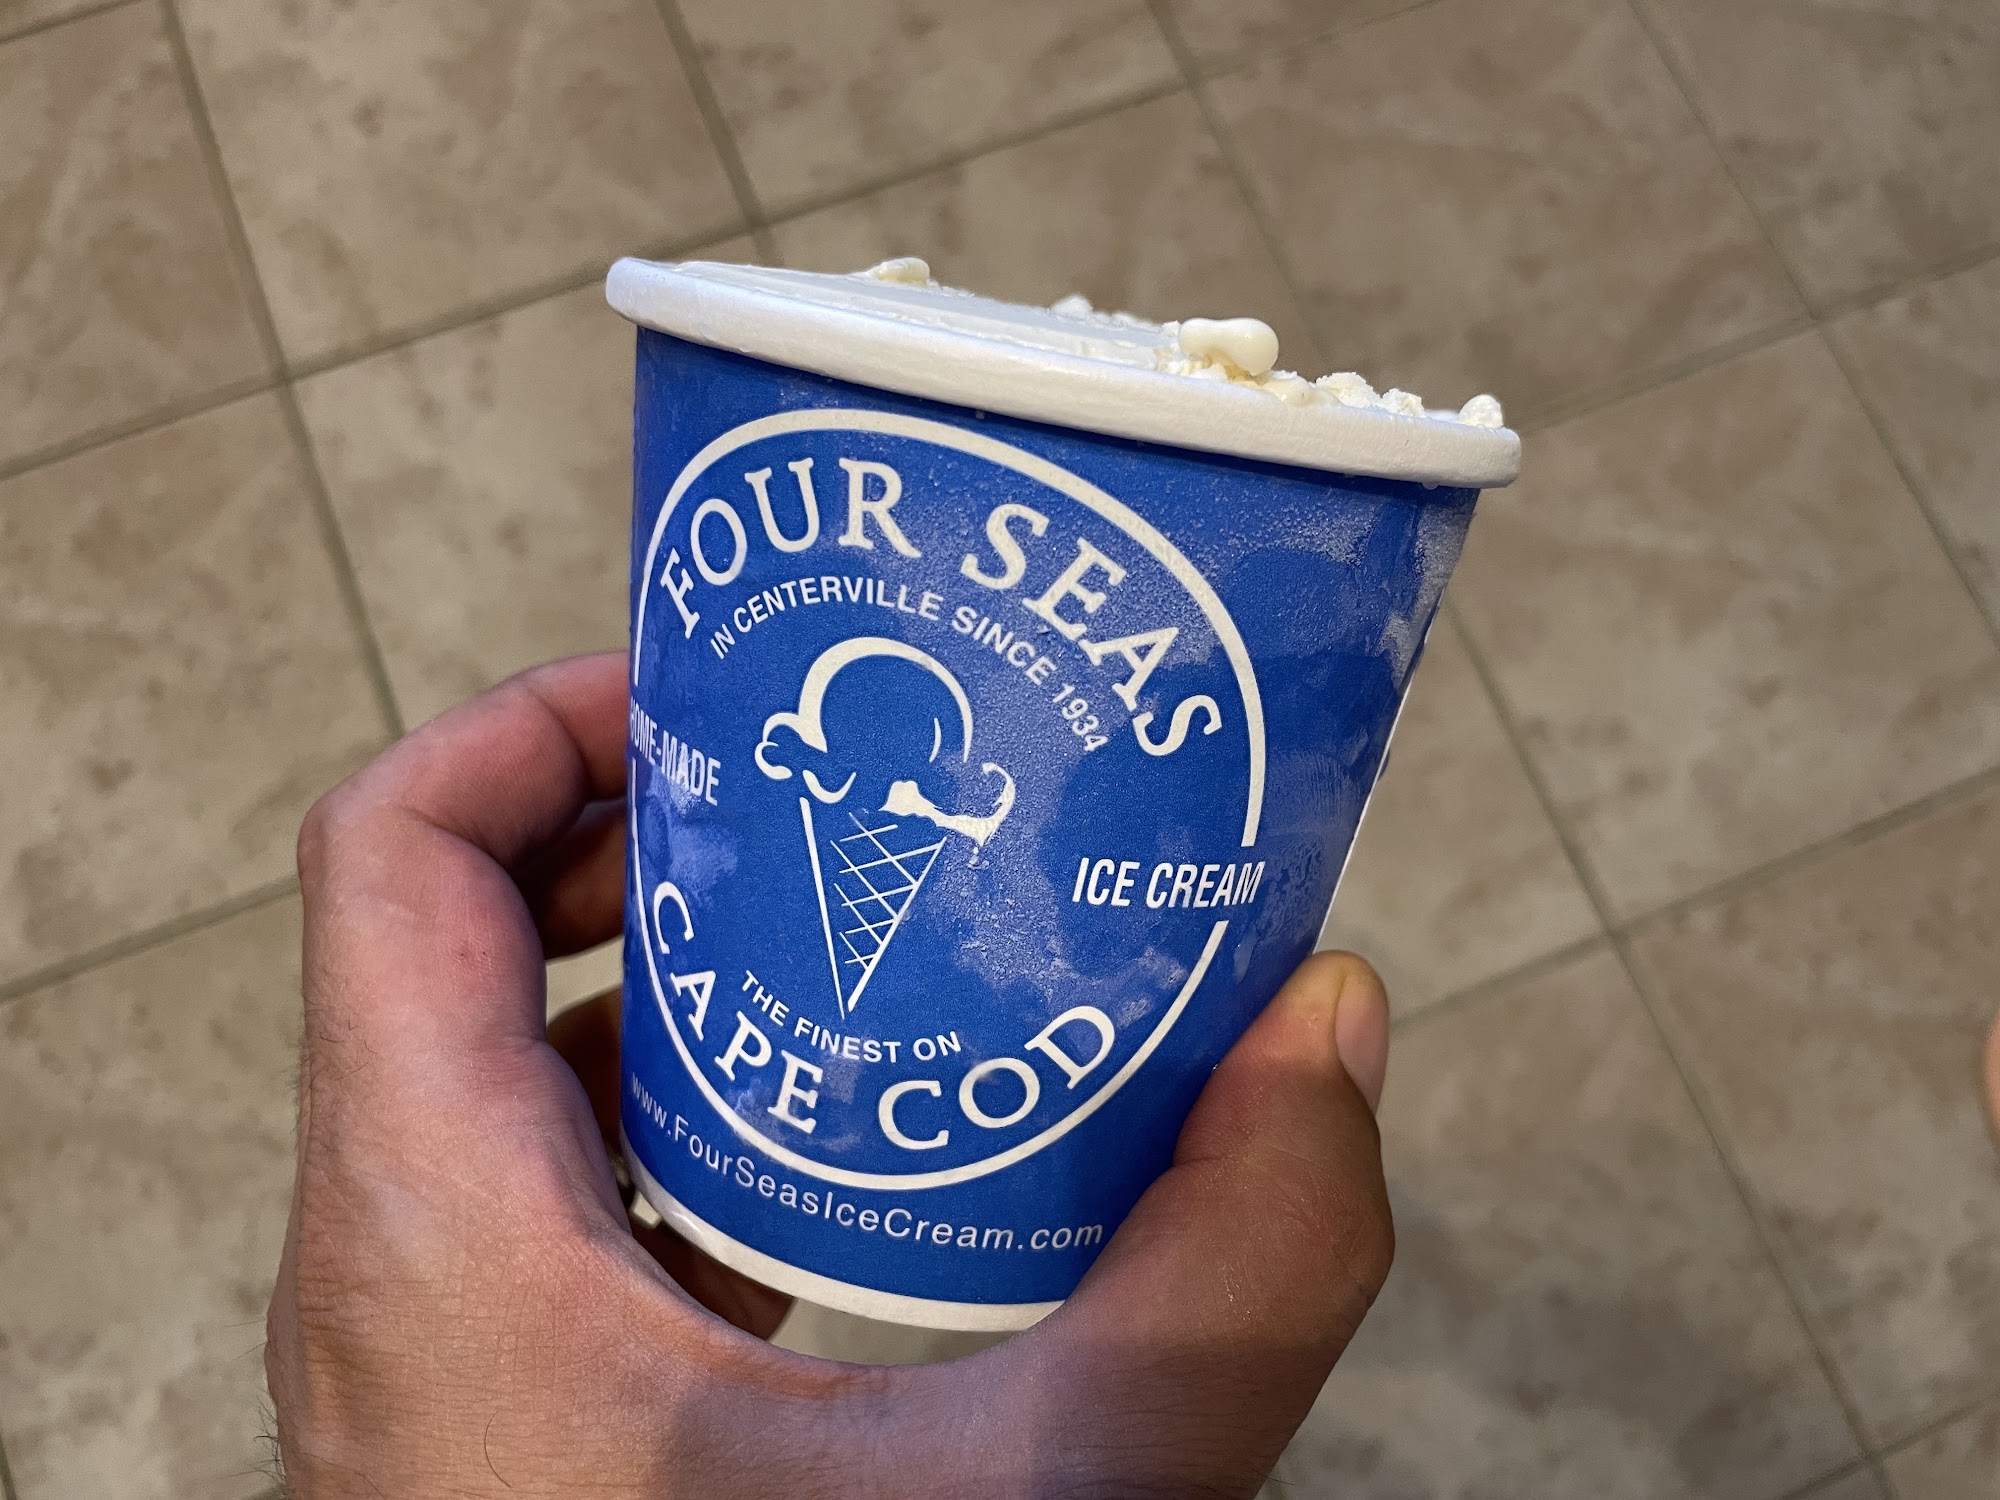 FOUR SEAS
IN CENTERVILLE SINCE 1934
HOME-MADE
ICE CREAM
THE FINEST ON
CAPE COD
www.FourSeasIceCream.com